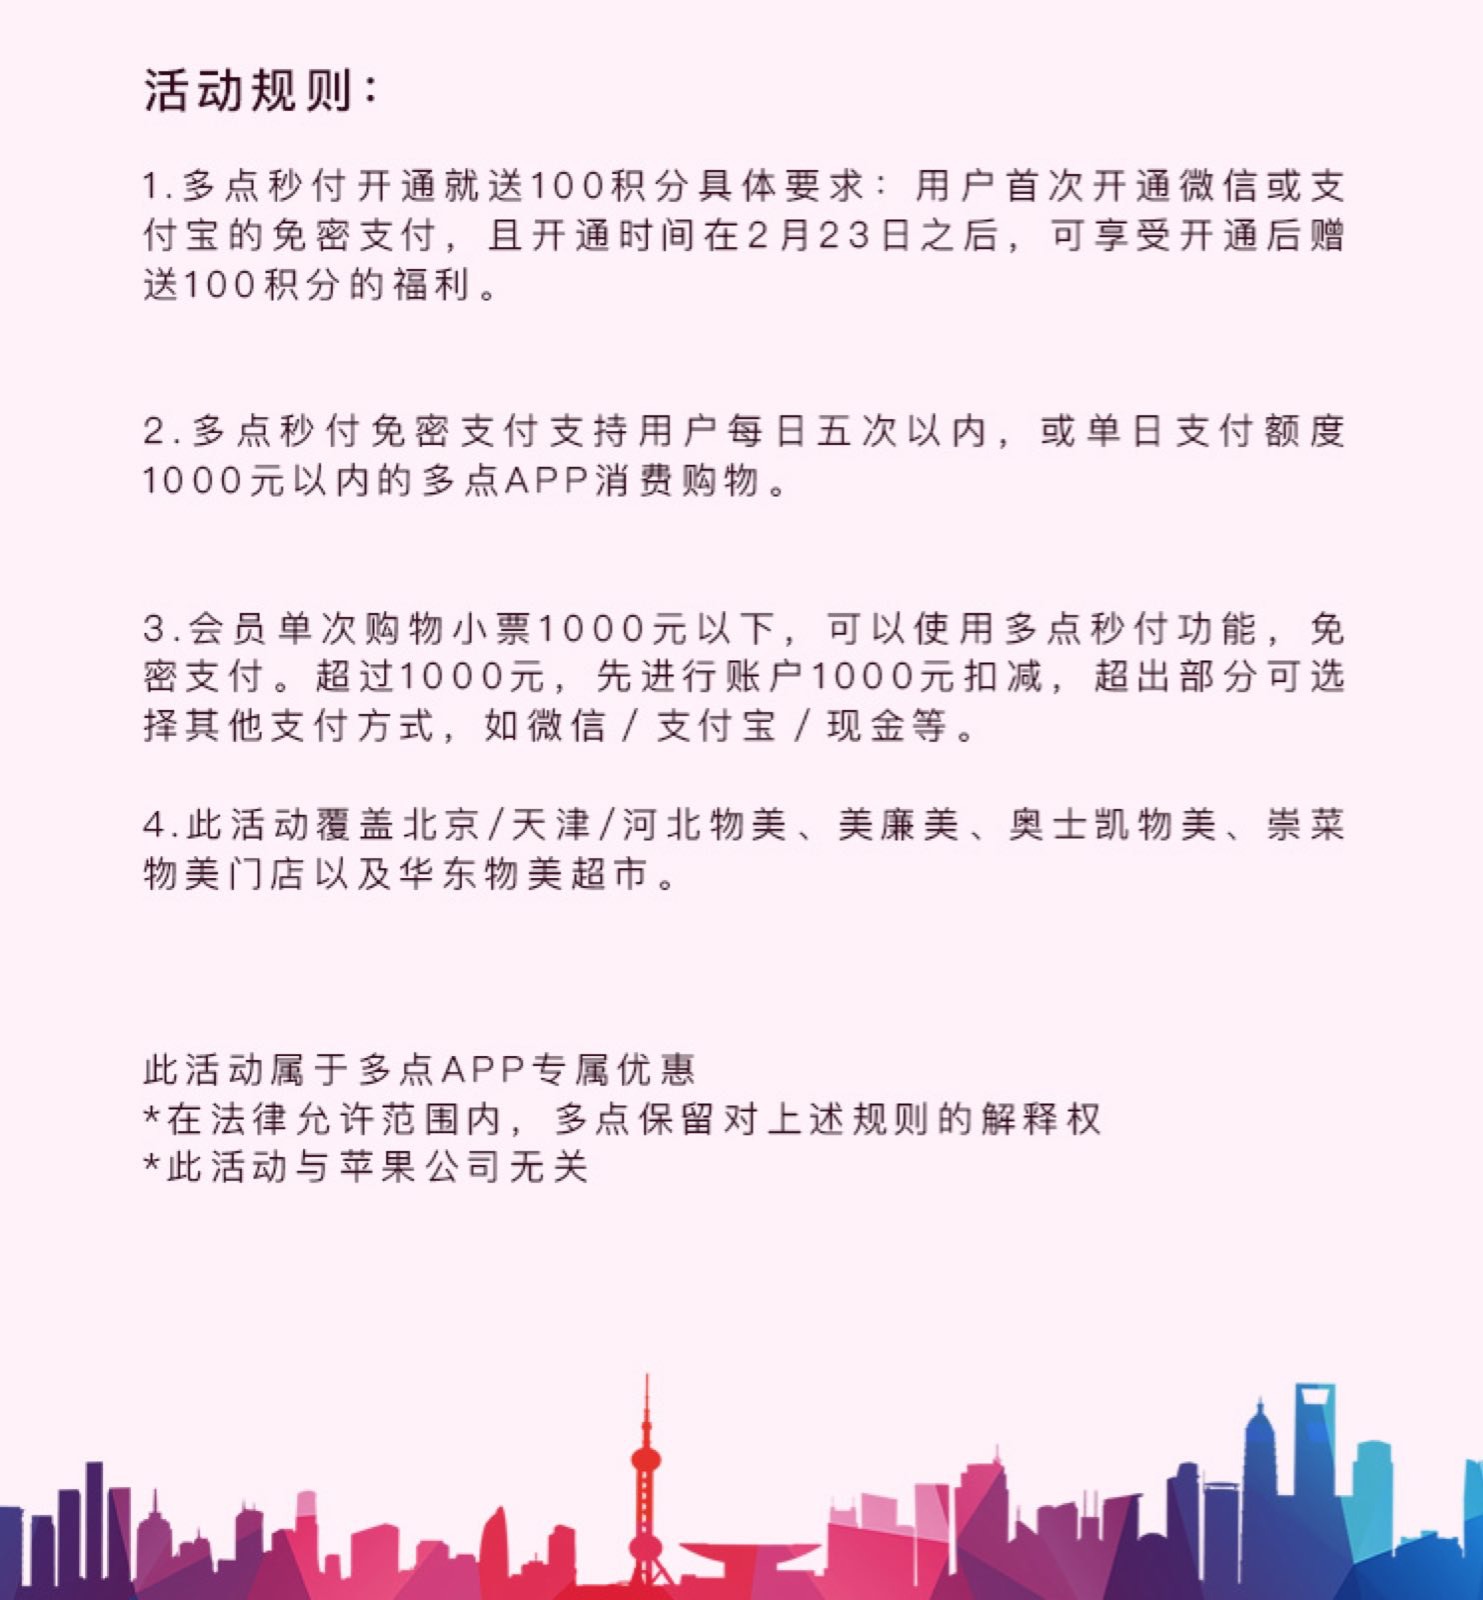 活动规则：
1.多点秒付开通就送100积分具体要求：用户首次开通微信或支
付宝的免密支付，且开通时间在2月23日之后，可享受开通后赠
送100积分的福利。
2.多点秒付免密支付支持用户每日五次以内，或单日支付额度
1000元以内的多点APP消费购物。
3.会员单次购物小票1000元以下，可以使用多点秒付功能，免
密支付。超过1000元，先进行账户1000元扣减，超出部分可选
择其他支付方式，如微信/支付宝/现金等。
4.此活动覆盖北京/天津/河北物美、美廉美、奥士凯物美、崇菜
物美门店以及华东物美超市。
此活动属于多点APP专属优惠
*在法律允许范围内，多点保留对上述规则的解释权
*此活动与苹果公司无关